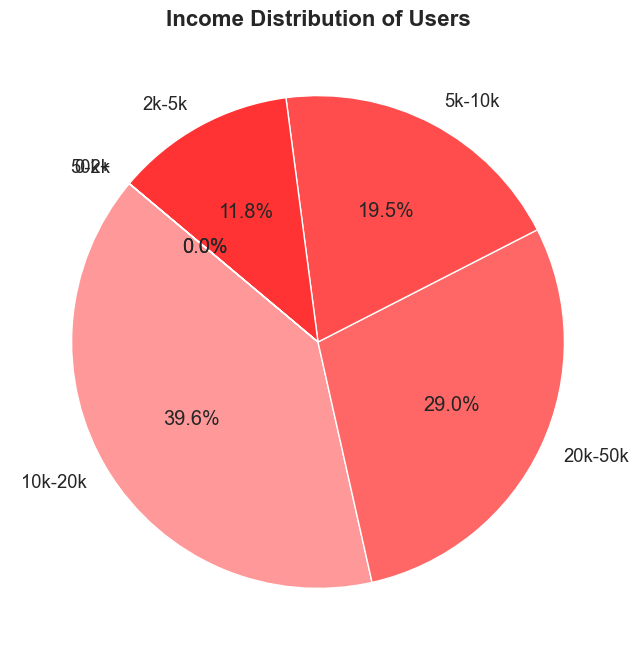 Income Distribution of Users
2k-5k
5k-10k
11.8%
19.5%
0.0%
39.6%
29.0%
10k-20k
20k-50k